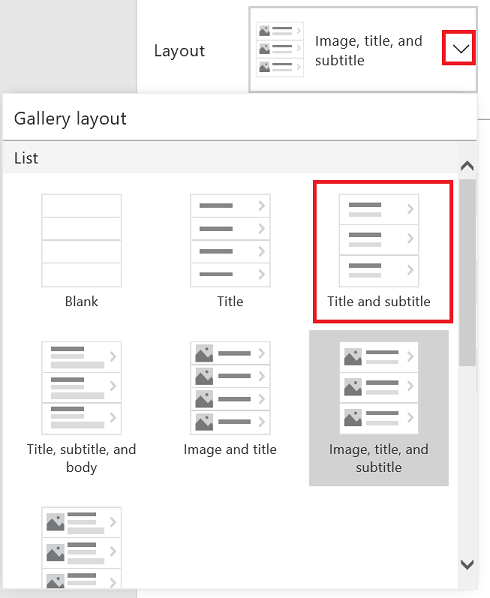 Layout
Image, title, and
subtitle
Gallery layout
List
Blank
Title
Title and subtitle
Title, subtitle, and
body
Image and title
Image, title, and
subtitle